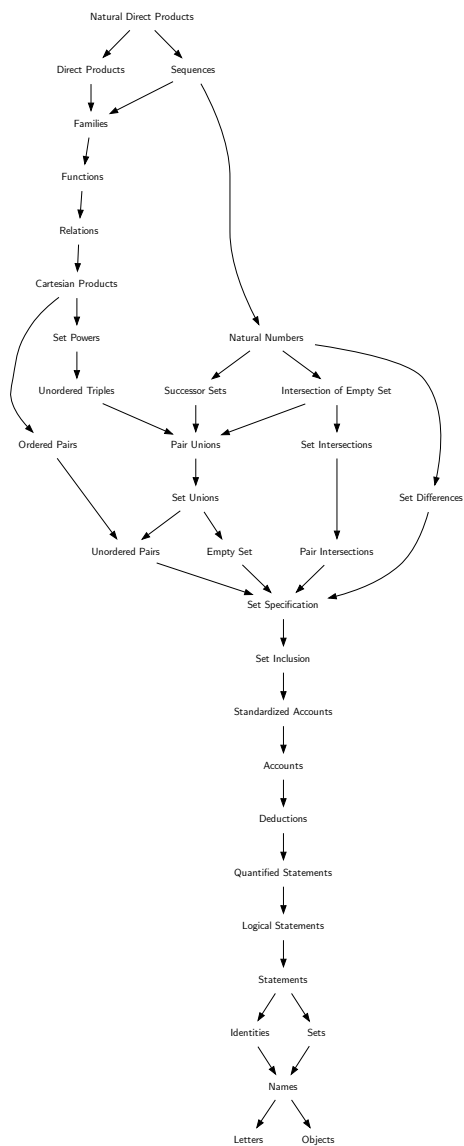 Natural Direct Products
Direct Products
Sequences
Families
Functions
Relations
Cartesian Products
Set Powers
Natural Numbers
Unordered Triples
Successor Sets
Intersection of Empty Set
Ordered Pairs
Pair Unions
Set Intersections
Set Unions
Set Differences
Unordered Pairs
Empty Set
Pair Intersections
Set Specification
Set Inclusion
Standardized Accounts
Accounts
Deductions
Quantified Statements
Logical Statements
Statements
Identities
Sets
Names
Letters
Objects